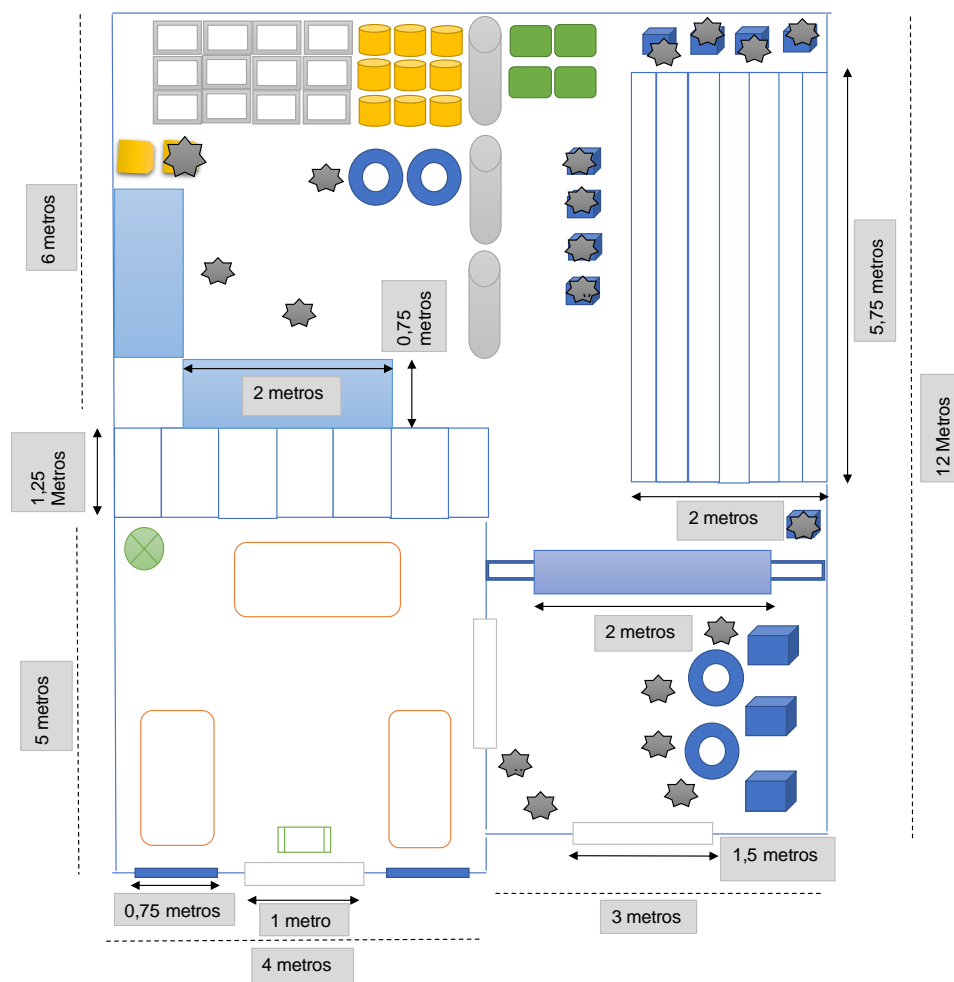 6 metros
0,75
metros
5,75 metros
2 metros
12 Metros
1,25
Metros
2 metros
2 metros
5 metros
1,5 metros
0,75 metros
1 metro
3 metros
4 metros